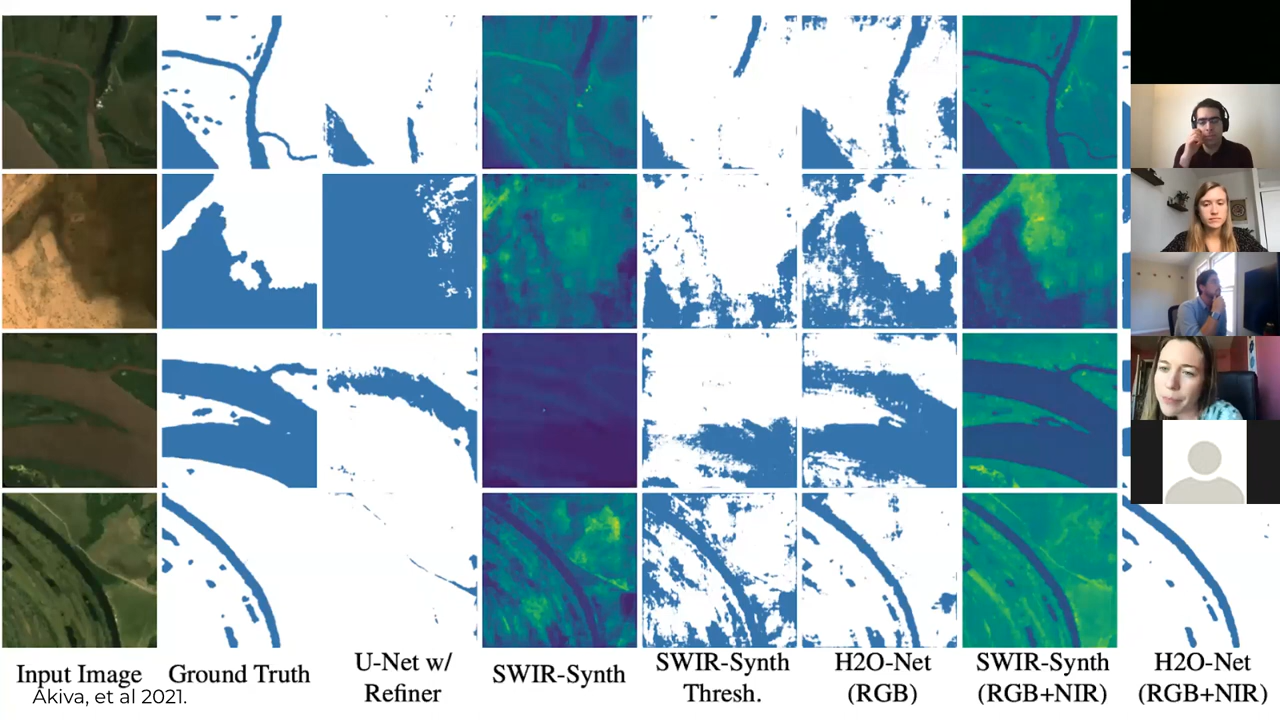 Input Image
Ground Truth
U-Net w/
Refiner
SWIR-Synth
SWIR-Synth
Thresh.
H2O-Net
(RGB)
SWIR-Synth
(RGB+NIR)
H2O-Net
(RGB+NIR)
Akiva, et al 2021.